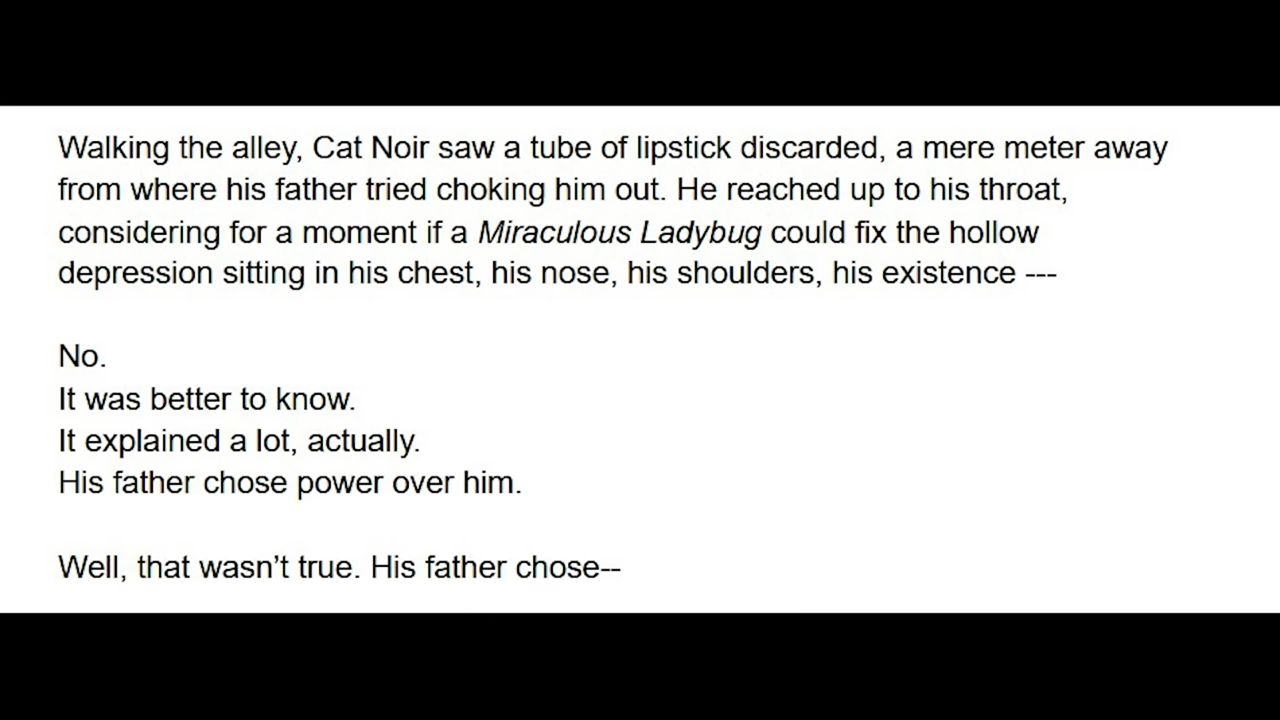 Walking the alley, Cat Noir saw a tube of lipstick discarded, a mere meter away
from where his father tried choking him out. He reached up to his throat,
considering for a moment if a Miraculous Ladybug could fix the hollow
depression sitting in his chest, his nose, his shoulders, his existence ---
No.
It was better to know.
It explained a lot, actually.
His father chose power over him.
Well, that wasn’t true. His father chose--